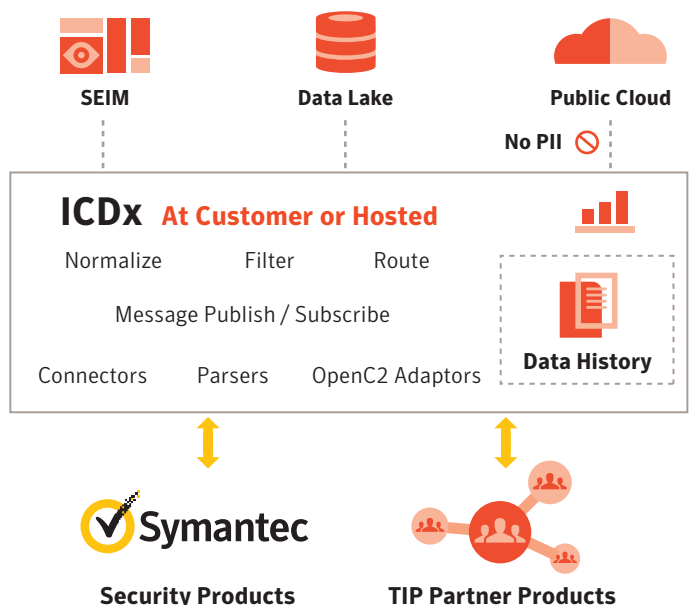 SEIM Data Lake Public Cloud
No PII
ICDx At Customer or Hosted
Normalize Filter Route
Message Publish / Subscribe
Data History
Connectors Parsers OpenC2 Adaptors
Symantec
Security Products TIP Partner Products